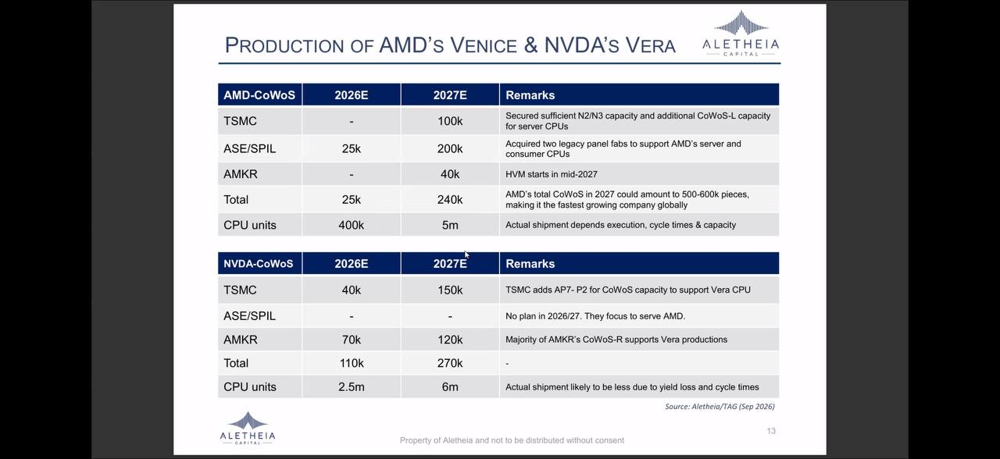 PRODUCTION OF AMD'S VENICE & NVDA'S VERA
ALETHEIA
CAPITAL
AMD-CoWoS 2026E 2027E Remarks
TSMC - 100k Secured sufficient N2/N3 capacity and additional CoWoS-L capacity
for server CPUs
ASE/SPIL 25k 200k Acquired two legacy panel fabs to support AMD's server and
consumer CPUs
AMKR - 40k HVM starts in mid-2027
Total 25k 240k AMD's total CoWoS in 2027 could amount to 500-600k pieces,
making it the fastest growing company globally
CPU units 400k 5m Actual shipment depends execution, cycle times & capacity
NVDA-CoWoS 2026E 2027E Remarks
TSMC 40k 150k TSMC adds AP7- P2 for CoWoS capacity to support Vera CPU
ASE/SPIL - - No plan in 2026/27. They focus to serve AMD.
AMKR 70k 120k Majority of AMKR's CoWoS-R supports Vera productions
Total 110k 270k -
CPU units 2.5m 6m Actual shipment likely to be less due to yield loss and cycle times
Source: Aletheia/TAG (Sep 2026)
ALETHEIA
CAPITAL
Property of Aletheia and not to be distributed without consent
13